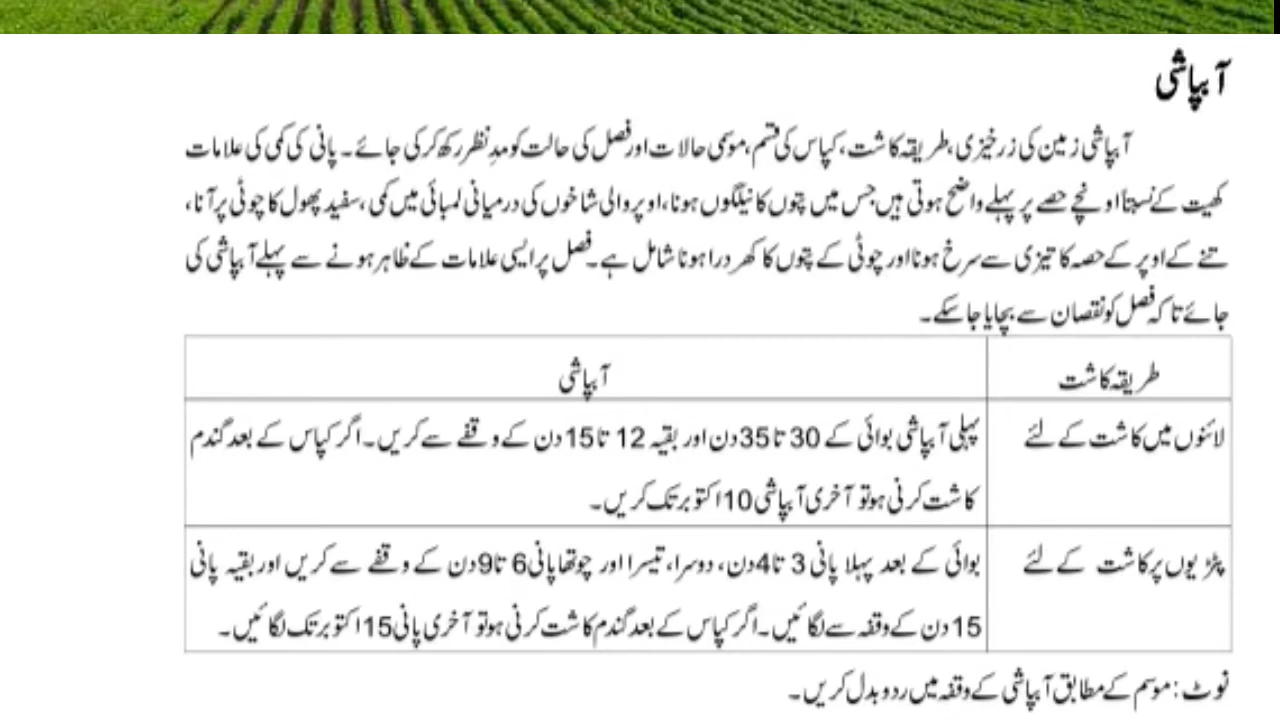 آبپاشی
آبپاشی زمین کی زرخیزی، طریقہ کاشت، کپاس کی قسم، موسمی حالات اور فصل کی حالت کو مدِ نظر رکھ کر کی جائے۔ پانی کی کمی کی علامات
کھیت کے نسبتاً اونچے حصے پر پہلے واضح ہوتی ہیں جس میں پتوں کا نیلگوں ہونا، اوپر والی شاخوں کی درمیانی لمبائی میں کمی، سفید پھول کا چوٹی پر آنا،
تنے کے اوپر کے حصہ کا تیزی سے سرخ ہونا اور چوٹی کے پتوں کا کھردرا ہونا شامل ہے۔ فصل پر ایسی علامات کے ظاہر ہونے سے پہلے آبپاشی کی
جائے تا کہ فصل کو نقصان سے بچایا جا سکے۔
طریقہ کاشت آبپاشی
لائنوں میں کاشت کے لئے پہلی آبپاشی بوائی کے 30 تا 35 دن اور بقیہ 12 تا 15 دن کے وقفے سے کریں۔ اگر کپاس کے بعد گندم
کاشت کرنی ہو تو آخری آبپاشی 10 اکتوبر تک کریں۔
پٹڑیوں پر کاشت کے لئے بوائی کے بعد پہلا پانی 3 تا 4 دن، دوسرا، تیسرا اور چوتھا پانی 6 تا 9 دن کے وقفے سے کریں اور بقیہ پانی
15 دن کے وقفہ سے لگائیں۔ اگر کپاس کے بعد گندم کاشت کرنی ہو تو آخری پانی 15 اکتوبر تک لگائیں۔
نوٹ: موسم کے مطابق آبپاشی کے وقفہ میں ردوبدل کریں۔